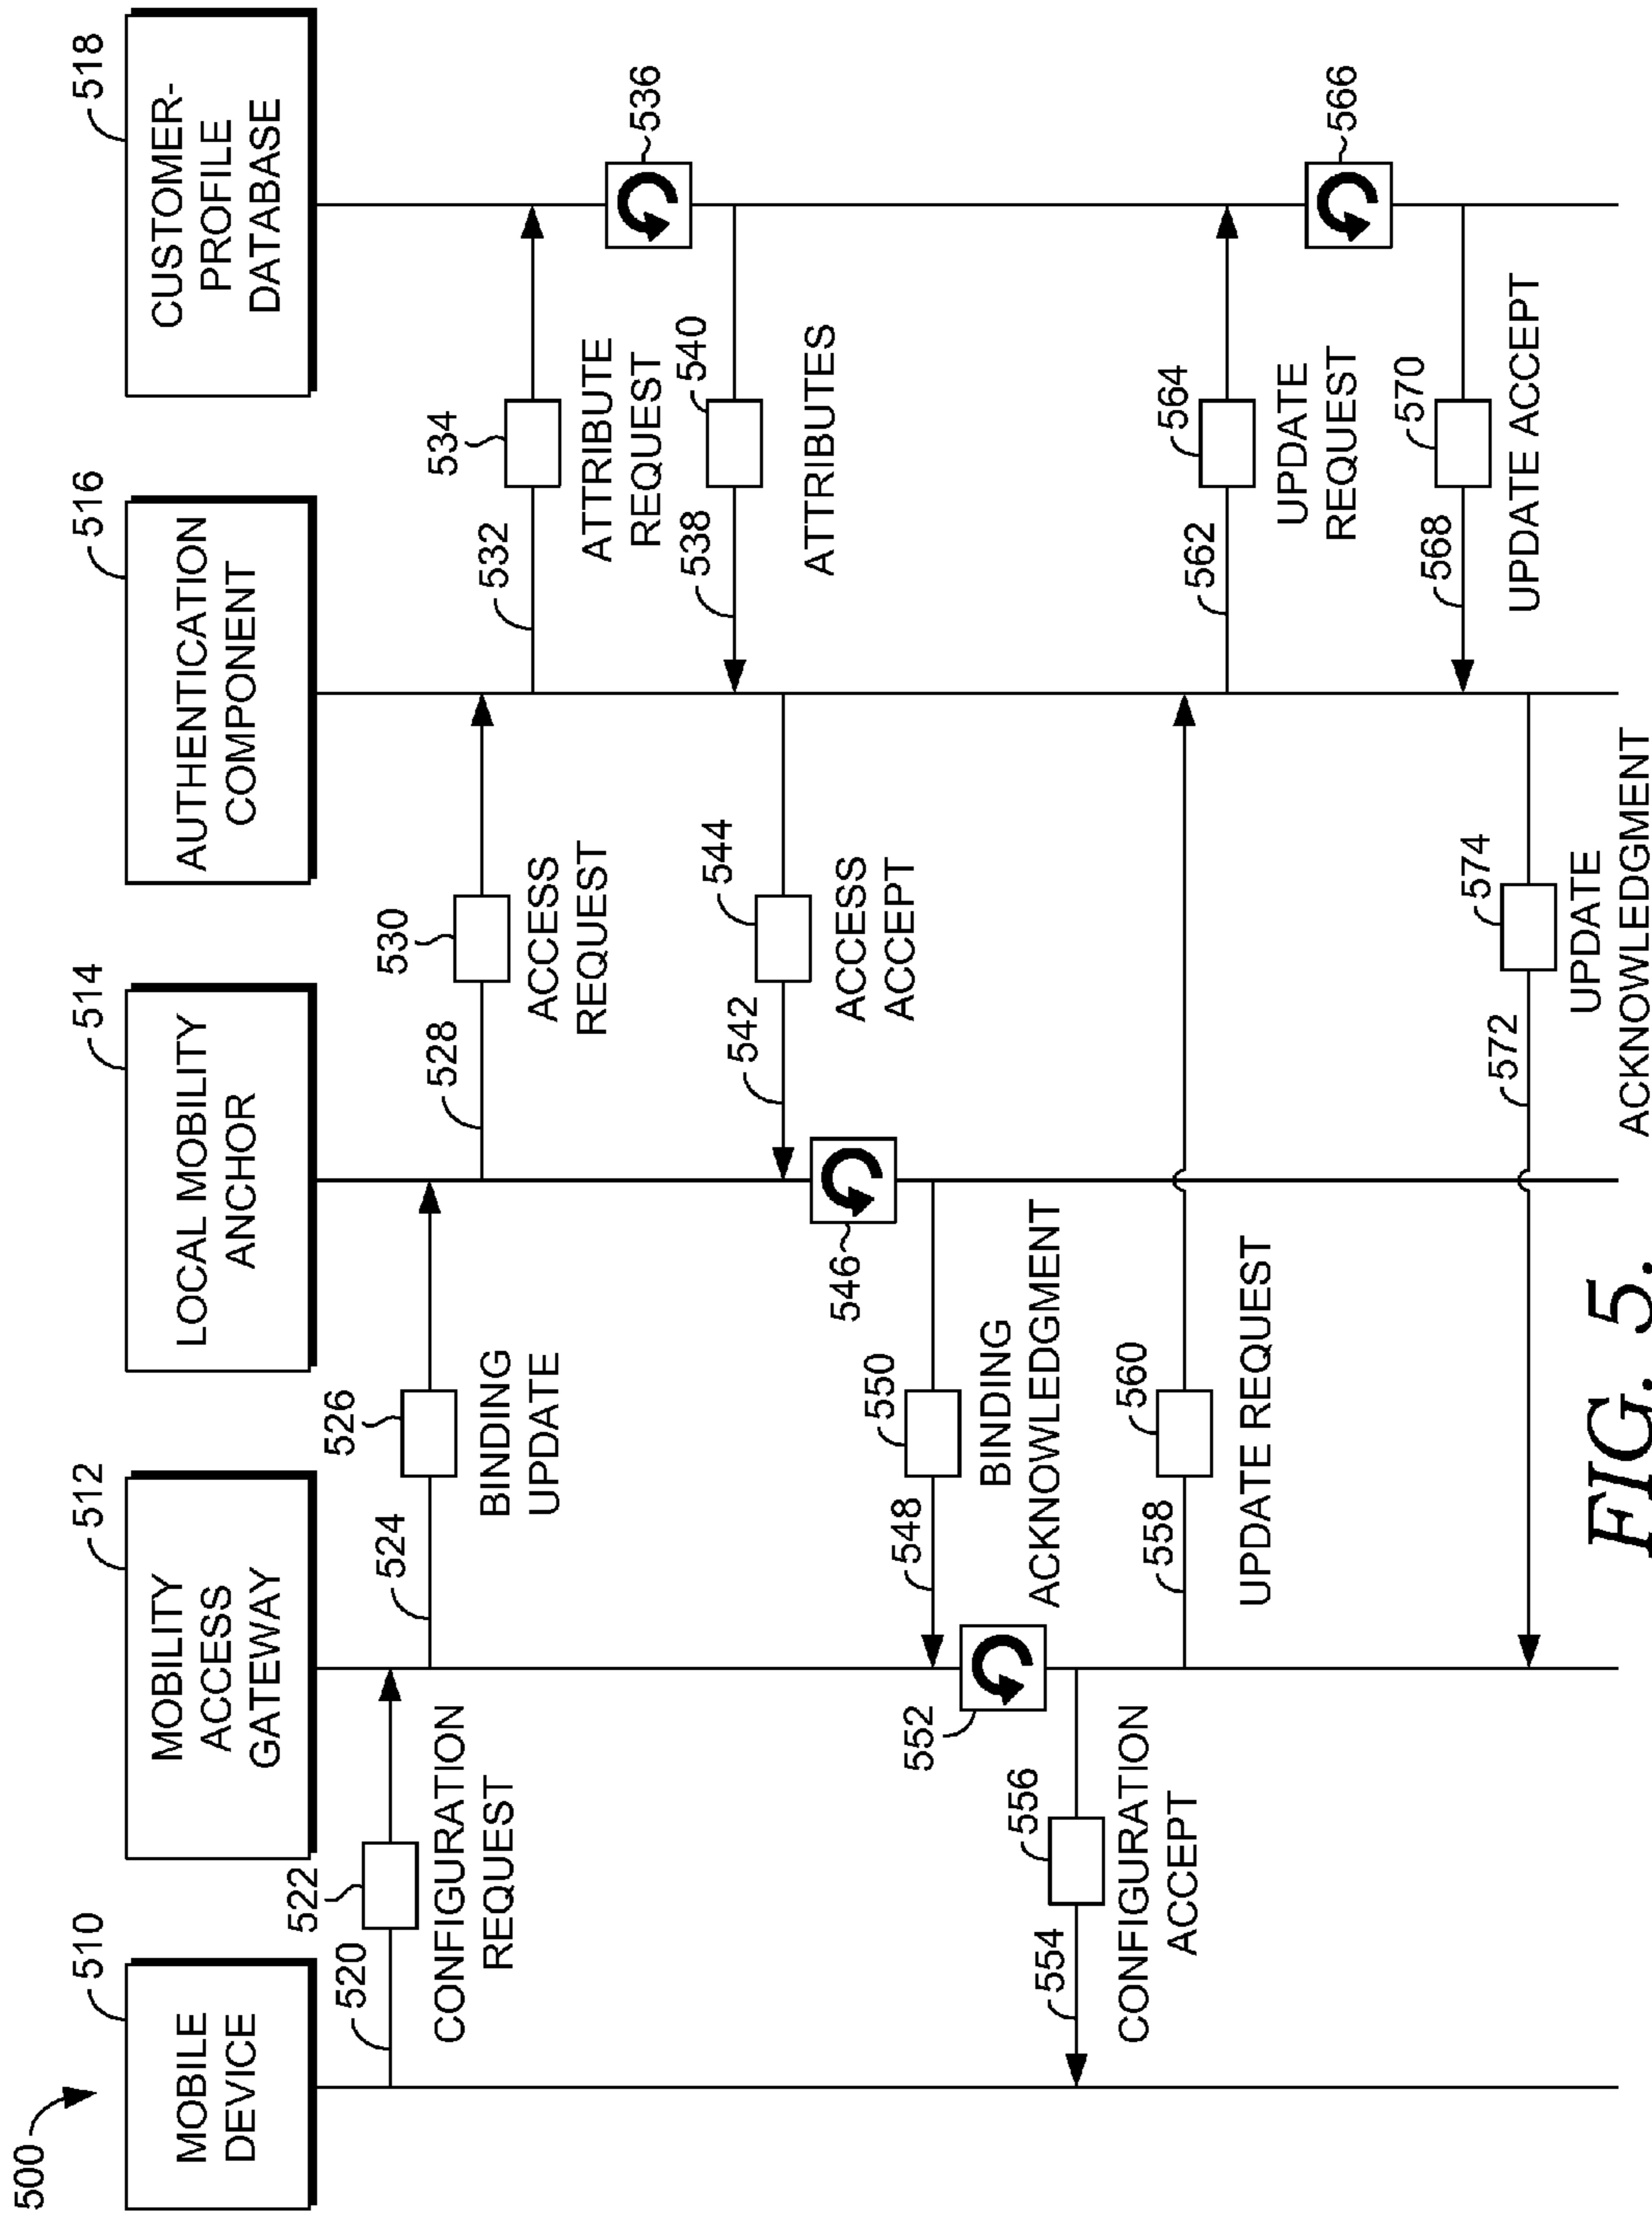 500
510
MOBILE
DEVICE
512
MOBILITY
ACCESS
GATEWAY
514
LOCAL MOBILITY
ANCHOR
516
AUTHENTICATION
COMPONENT
518
CUSTOMER-
PROFILE
DATABASE
520
522
CONFIGURATION
REQUEST
524
526
BINDING
UPDATE
528
530
ACCESS
REQUEST
532
534
ATTRIBUTE
REQUEST
536
538
540
ATTRIBUTES
542
544
ACCESS
ACCEPT
546
548
550
BINDING
ACKNOWLEDGMENT
552
554
556
CONFIGURATION
ACCEPT
558
560
UPDATE REQUEST
562
564
UPDATE
REQUEST
566
568
570
UPDATE ACCEPT
572
574
UPDATE
ACKNOWLEDGMENT
FIG. 5.